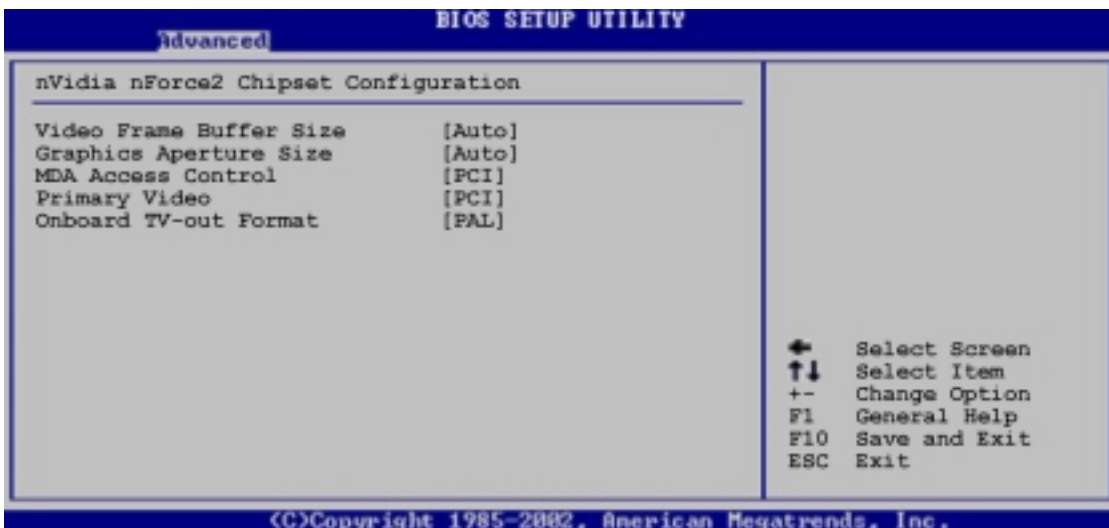 BIOS SETUP UTILITY
Advanced
nVidia nForce2 Chipset Configuration
Video Frame Buffer Size [Auto]
Graphics Aperture Size [Auto]
MDA Access Control [PCI]
Primary Video [PCI]
Onboard TV-out Format [PAL]
← Select Screen
↑↓ Select Item
+- Change Option
F1 General Help
F10 Save and Exit
ESC Exit
(C)Copyright 1985-2002, American Megatrends, Inc.